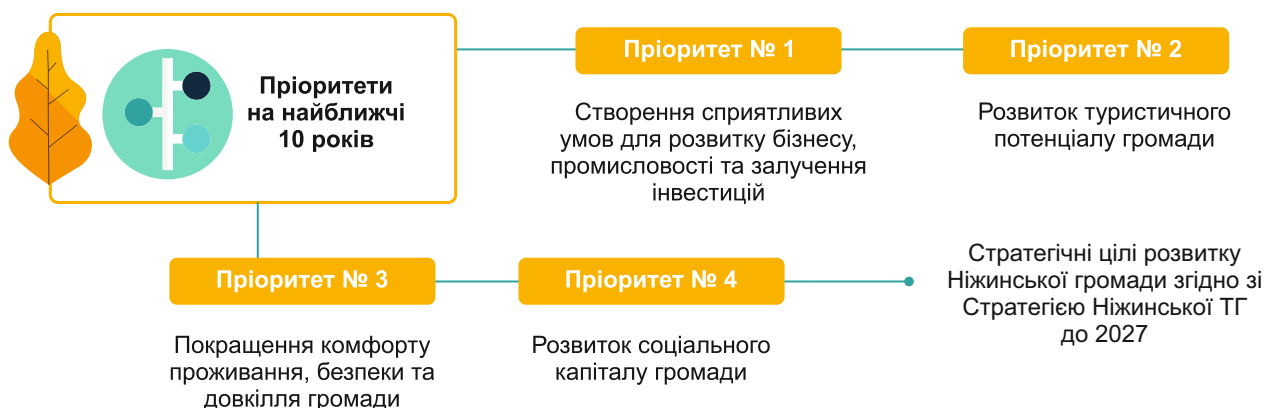 Пріоритети
на найближчі
10 років
Пріоритет № 1
Створення сприятливих
умов для розвитку бізнесу,
промисловості та залучення
інвестицій
Пріоритет № 2
Розвиток туристичного
потенціалу громади
Пріоритет № 3
Покращення комфорту
проживання, безпеки та
довкілля громади
Пріоритет № 4
Розвиток соціального
капіталу громади
Стратегічні цілі розвитку
Ніжинської громади згідно зі
Стратегією Ніжинської ТГ
до 2027